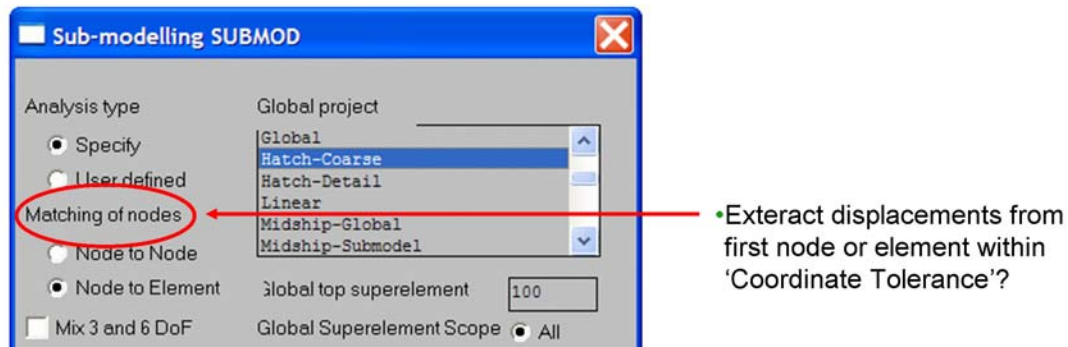 Sub-modelling SUBMOD
Analysis type
Global project
Specify
User defined
Matching of nodes
Node to Node
Node to Element
Mix 3 and 6 DoF
Global
Hatch-Coarse
Hatch-Detail
Linear
Midship-Global
Midship-Submodel
Global top superelement
100
Global Superelement Scope
All
•Exteract displacements from
first node or element within
‘Coordinate Tolerance’?